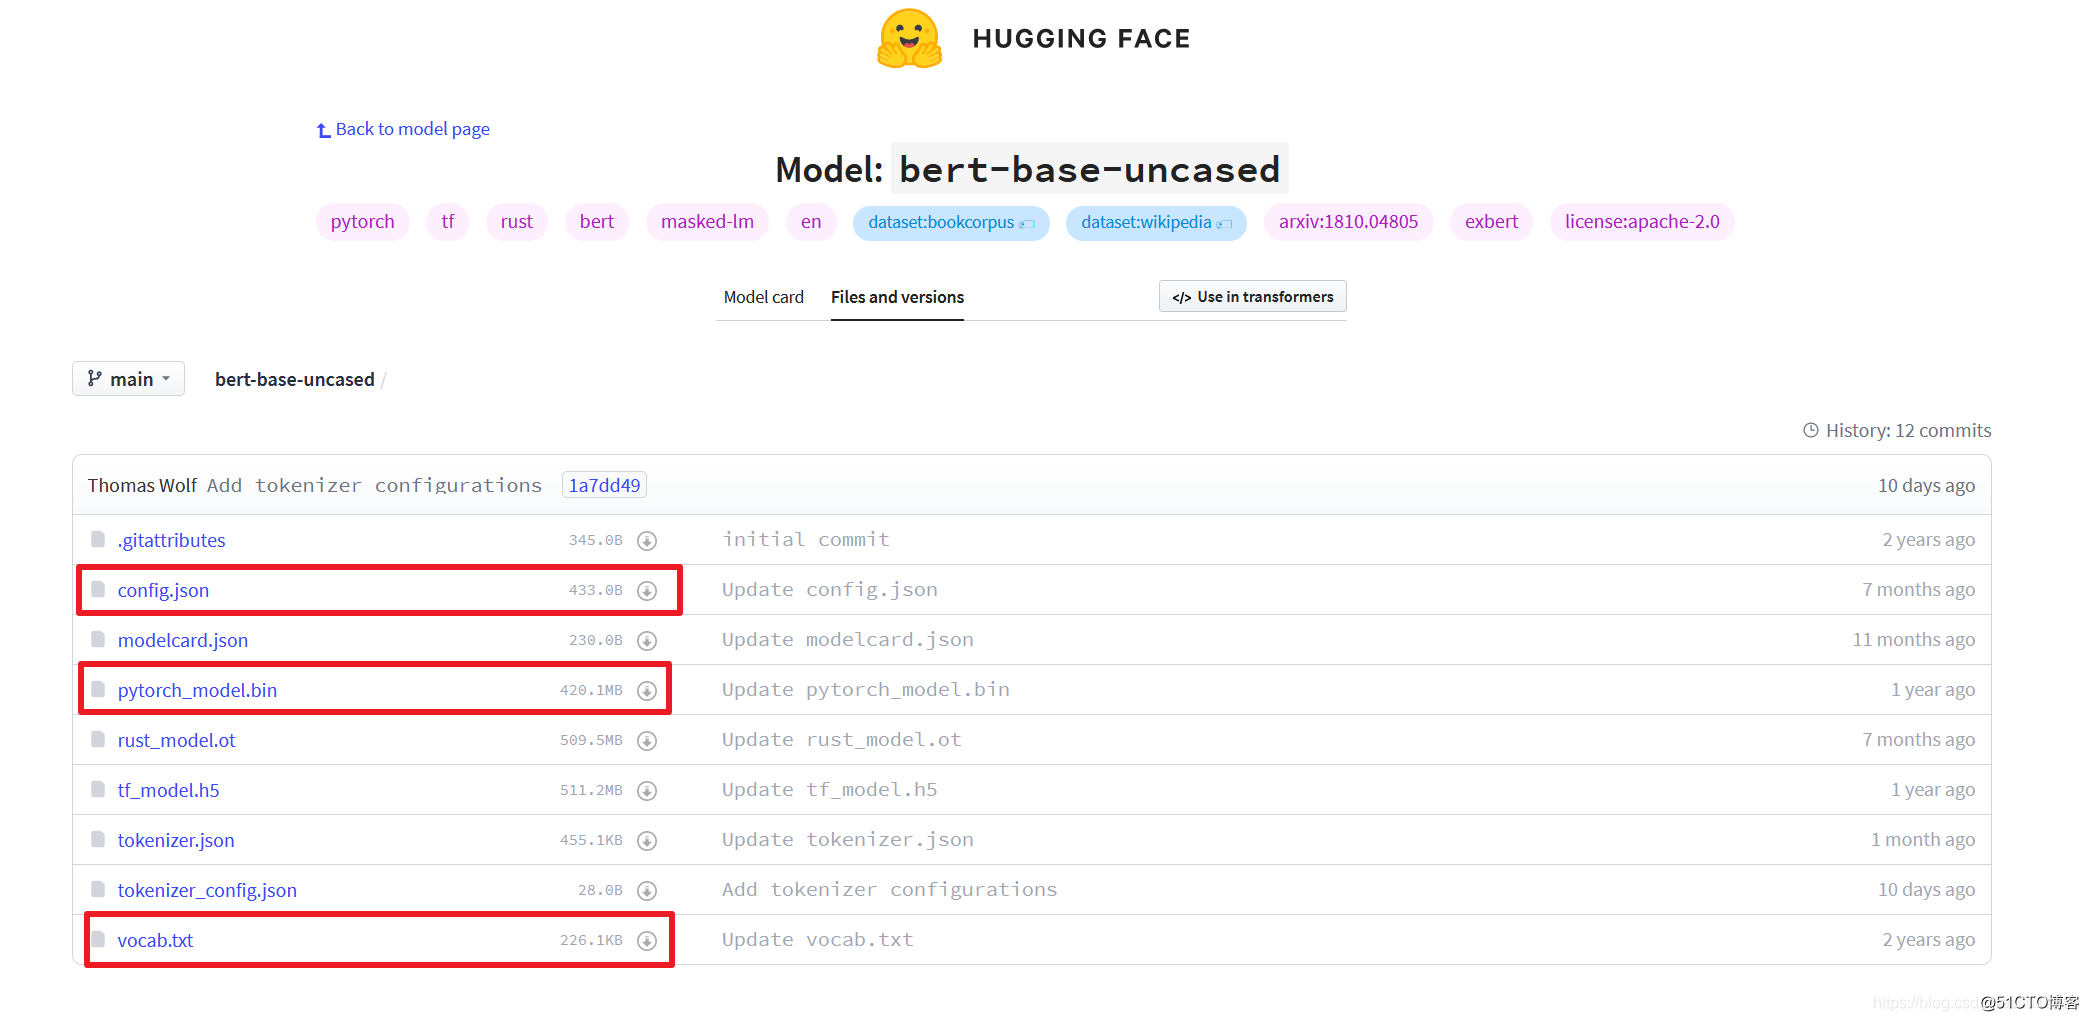 HUGGING FACE
Back to model page
Model: bert-base-uncased
pytorch tf rust bert masked-lm en dataset:bookcorpus dataset:wikipedia arxiv:1810.04805 exbert license:apache-2.0
Model card Files and versions </> Use in transformers
main bert-base-uncased /
History: 12 commits
Thomas Wolf Add tokenizer configurations 1a7dd49 10 days ago
.gitattributes 345.0B initial commit 2 years ago
config.json 433.0B Update config.json 7 months ago
modelcard.json 230.0B Update modelcard.json 11 months ago
pytorch_model.bin 420.1MB Update pytorch_model.bin 1 year ago
rust_model.ot 509.5MB Update rust_model.ot 7 months ago
tf_model.h5 511.2MB Update tf_model.h5 1 year ago
tokenizer.json 455.1KB Update tokenizer.json 1 month ago
tokenizer_config.json 28.0B Add tokenizer configurations 10 days ago
vocab.txt 226.1KB Update vocab.txt 2 years ago
https://blog.csd @51CTO博客